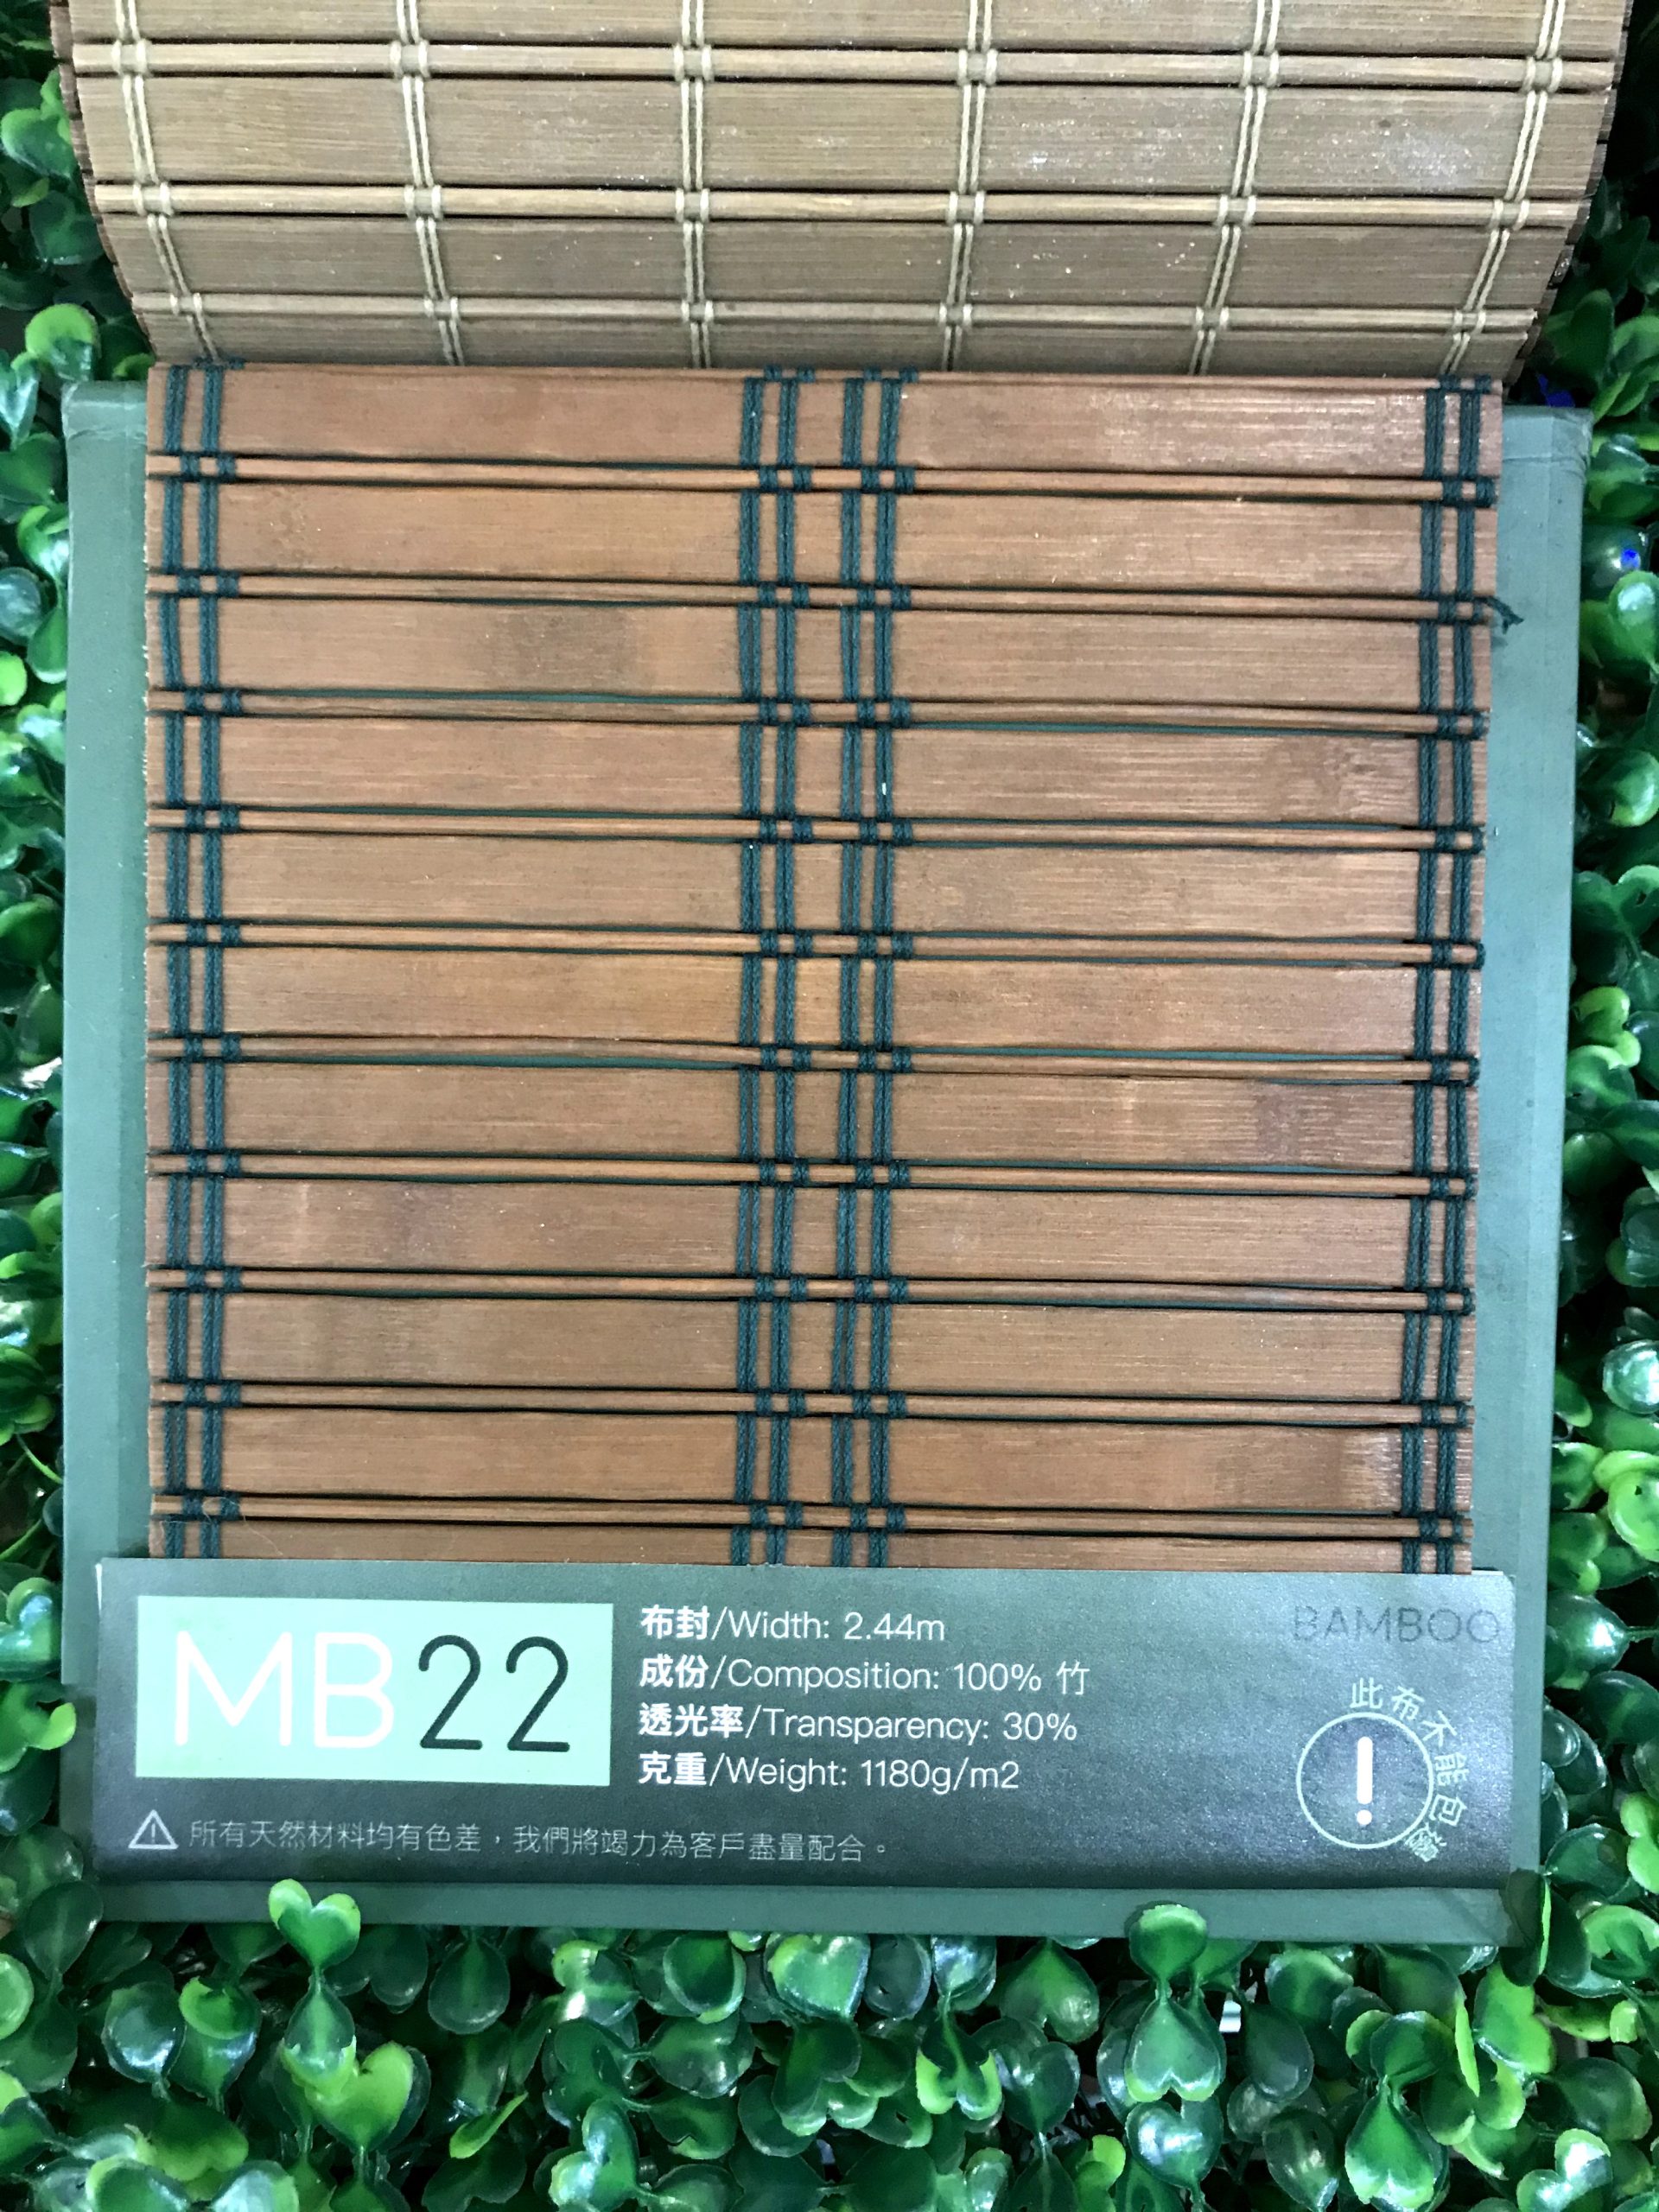 MB22
布封/Width: 2.44m
成份/Composition: 100% 竹
透光率/Transparency: 30%
克重/Weight: 1180g/m2
BAMBOO
此布不能包邊
!
所有天然材料均有色差，我們將竭力為客戶盡量配合。